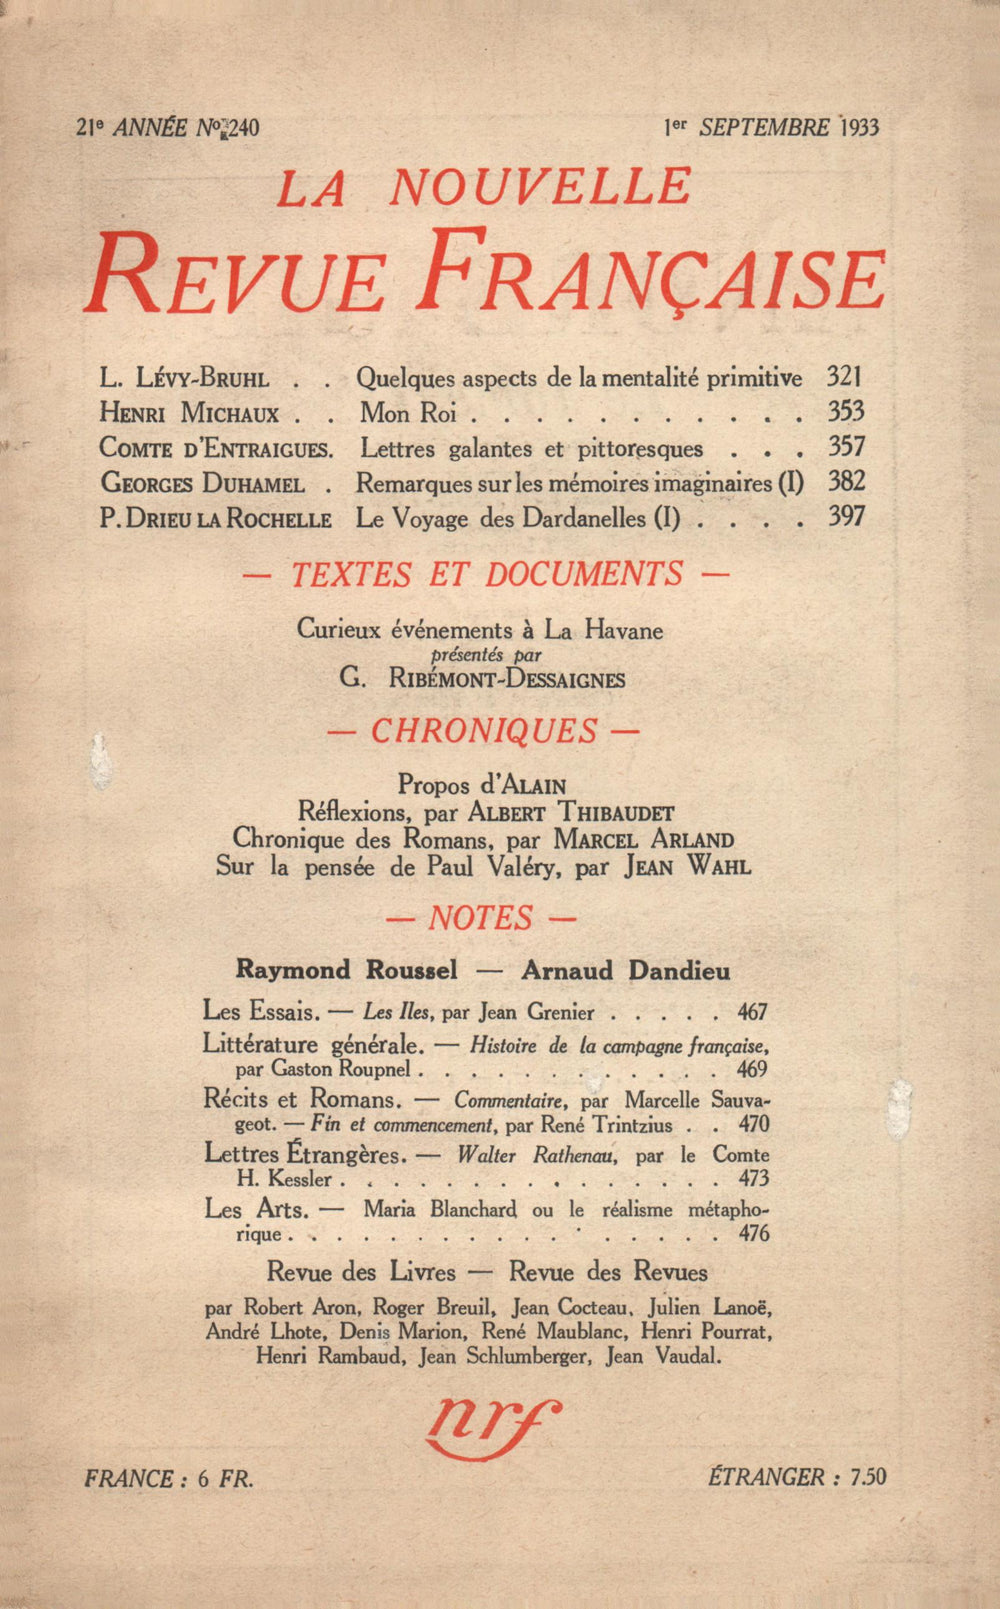 21e ANNÉE No 240
1er SEPTEMBRE 1933
LA NOUVELLE
REVUE FRANÇAISE
L. LÉVY-BRUHL . . Quelques aspects de la mentalité primitive 321
HENRI MICHAUX . . Mon Roi . . . . . . . . . . . 353
COMTE D'ENTRAIGUES. Lettres galantes et pittoresques . . . 357
GEORGES DUHAMEL . Remarques sur les mémoires imaginaires (I) 382
P. DRIEU LA ROCHELLE Le Voyage des Dardanelles (I) . . . . 397
— TEXTES ET DOCUMENTS —
Curieux événements à La Havane
présentés par
G. RIBÉMONT-DESSAIGNES
— CHRONIQUES —
Propos d'ALAIN
Réflexions, par ALBERT THIBAUDET
Chronique des Romans, par MARCEL ARLAND
Sur la pensée de Paul Valéry, par JEAN WAHL
— NOTES —
Raymond Roussel — Arnaud Dandieu
Les Essais. — Les Iles, par Jean Grenier . . . . . 467
Littérature générale. — Histoire de la campagne française,
par Gaston Roupnel . . . . . . . . . . . . 469
Récits et Romans. — Commentaire, par Marcelle Sauva-
geot. — Fin et commencement, par René Trintzius . . 470
Lettres Étrangères. — Walter Rathenau, par le Comte
H. Kessler . . . . . . . . . . . . . . . 473
Les Arts. — Maria Blanchard ou le réalisme métapho-
rique . . . . . . . . . . . . . . . . . 476
Revue des Livres — Revue des Revues
par Robert Aron, Roger Breuil, Jean Cocteau, Julien Lanoë,
André Lhote, Denis Marion, René Maublanc, Henri Pourrat,
Henri Rambaud, Jean Schlumberger, Jean Vaudal.
nrf
FRANCE : 6 FR.
ÉTRANGER : 7.50